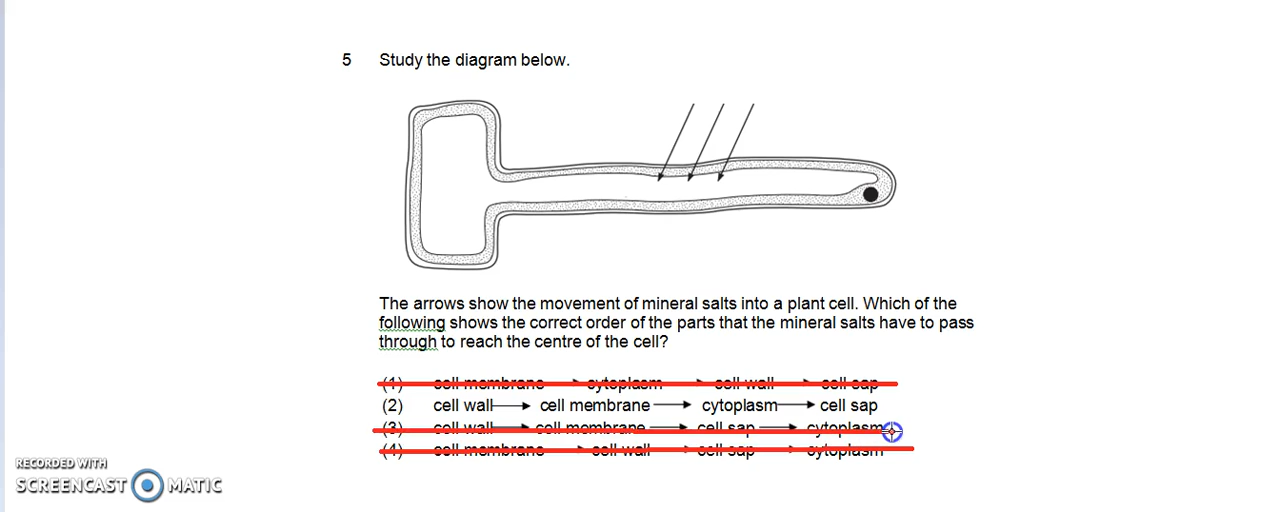 5 Study the diagram below.
The arrows show the movement of mineral salts into a plant cell. Which of the
following shows the correct order of the parts that the mineral salts have to pass
through to reach the centre of the cell?
(1) cell membrane → cytoplasm → cell wall → cell sap
(2) cell wall → cell membrane → cytoplasm → cell sap
(3) cell wall → cell membrane → cell sap → cytoplasm
(4) cell membrane → cell wall → cell sap → cytoplasm
RECORDED WITH
SCREENCAST MATIC